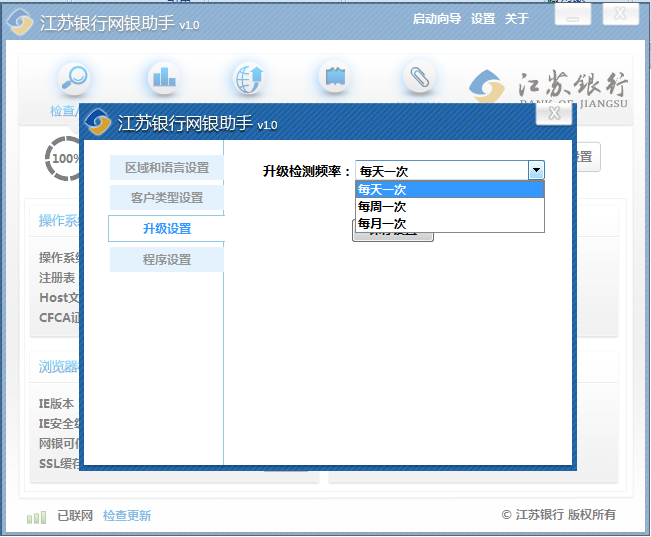 江苏银行网银助手 v1.0
启动向导 设置 关于
检查/
江苏银行
BANK OF JIANGSU
江苏银行网银助手 v1.0
100%
区域和语言设置
客户类型设置
升级设置
程序设置
升级检测频率：
每天一次
每天一次
每周一次
每月一次
保存设置
置
操作系
操作系
注册表
Host文
CFCA证
浏览器
IE版本
IE安全级
网银可
SSL缓存
已联网 检查更新
© 江苏银行 版权所有